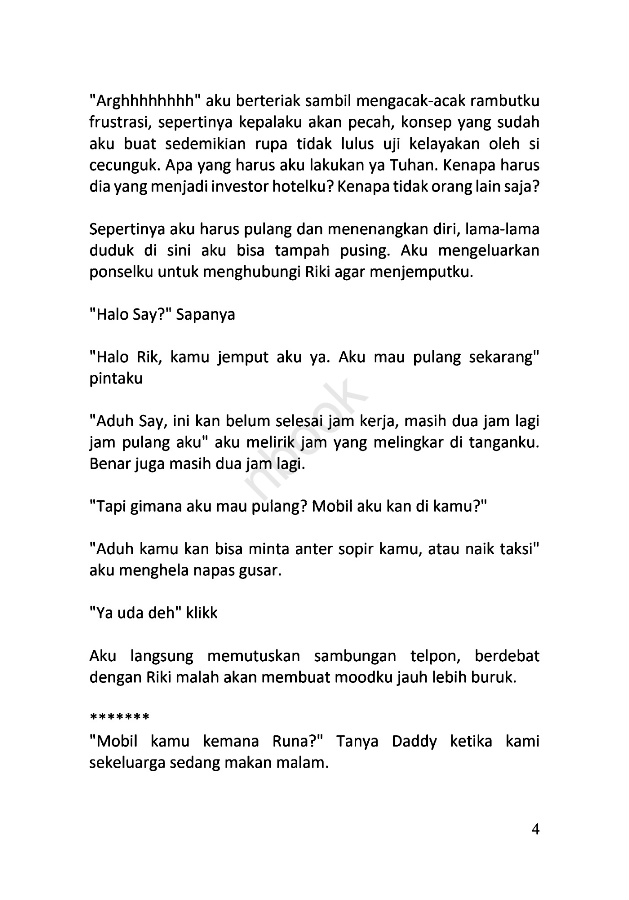 "Arghhhhhhhh" aku berteriak sambil mengacak-acak rambutku
frustrasi, sepertinya kepalaku akan pecah, konsep yang sudah
aku buat sedemikian rupa tidak lulus uji kelayakan oleh si
cecunguk. Apa yang harus aku lakukan ya Tuhan. Kenapa harus
dia yang menjadi investor hotelku? Kenapa tidak orang lain saja?
Sepertinya aku harus pulang dan menenangkan diri, lama-lama
duduk di sini aku bisa tampah pusing. Aku mengeluarkan
ponselku untuk menghubungi Riki agar menjemputku.
"Halo Say?" Sapanya
"Halo Rik, kamu jemput aku ya. Aku mau pulang sekarang"
pintaku
"Aduh Say, ini kan belum selesai jam kerja, masih dua jam lagi
jam pulang aku" aku melirik jam yang melingkar di tanganku.
Benar juga masih dua jam lagi.
"Tapi gimana aku mau pulang? Mobil aku kan di kamu?"
"Aduh kamu kan bisa minta anter sopir kamu, atau naik taksi"
aku menghela napas gusar.
"Ya uda deh" klikk
Aku langsung memutuskan sambungan telpon, berdebat
dengan Riki malah akan membuat moodku jauh lebih buruk.
*******
"Mobil kamu kemana Runa?" Tanya Daddy ketika kami
sekeluarga sedang makan malam.
4